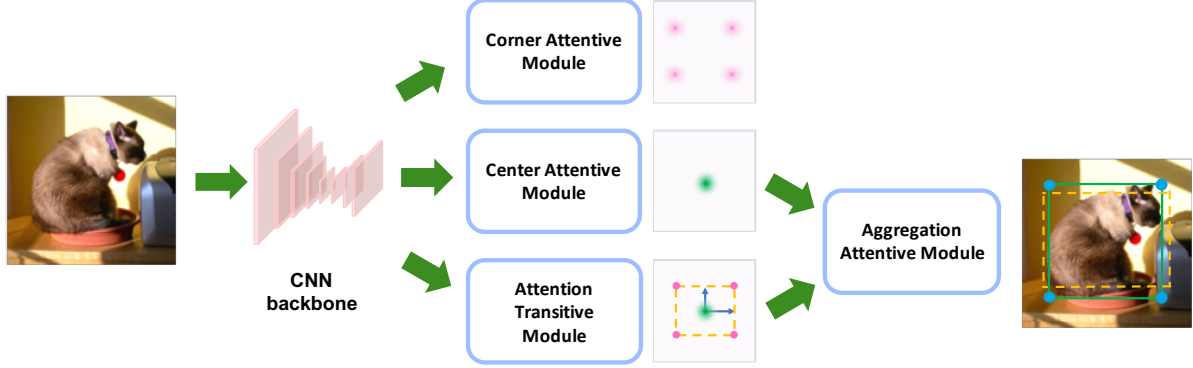 Corner Attentive
Module
Center Attentive
Module
Aggregation
Attentive Module
CNN
backbone
Attention
Transitive
Module